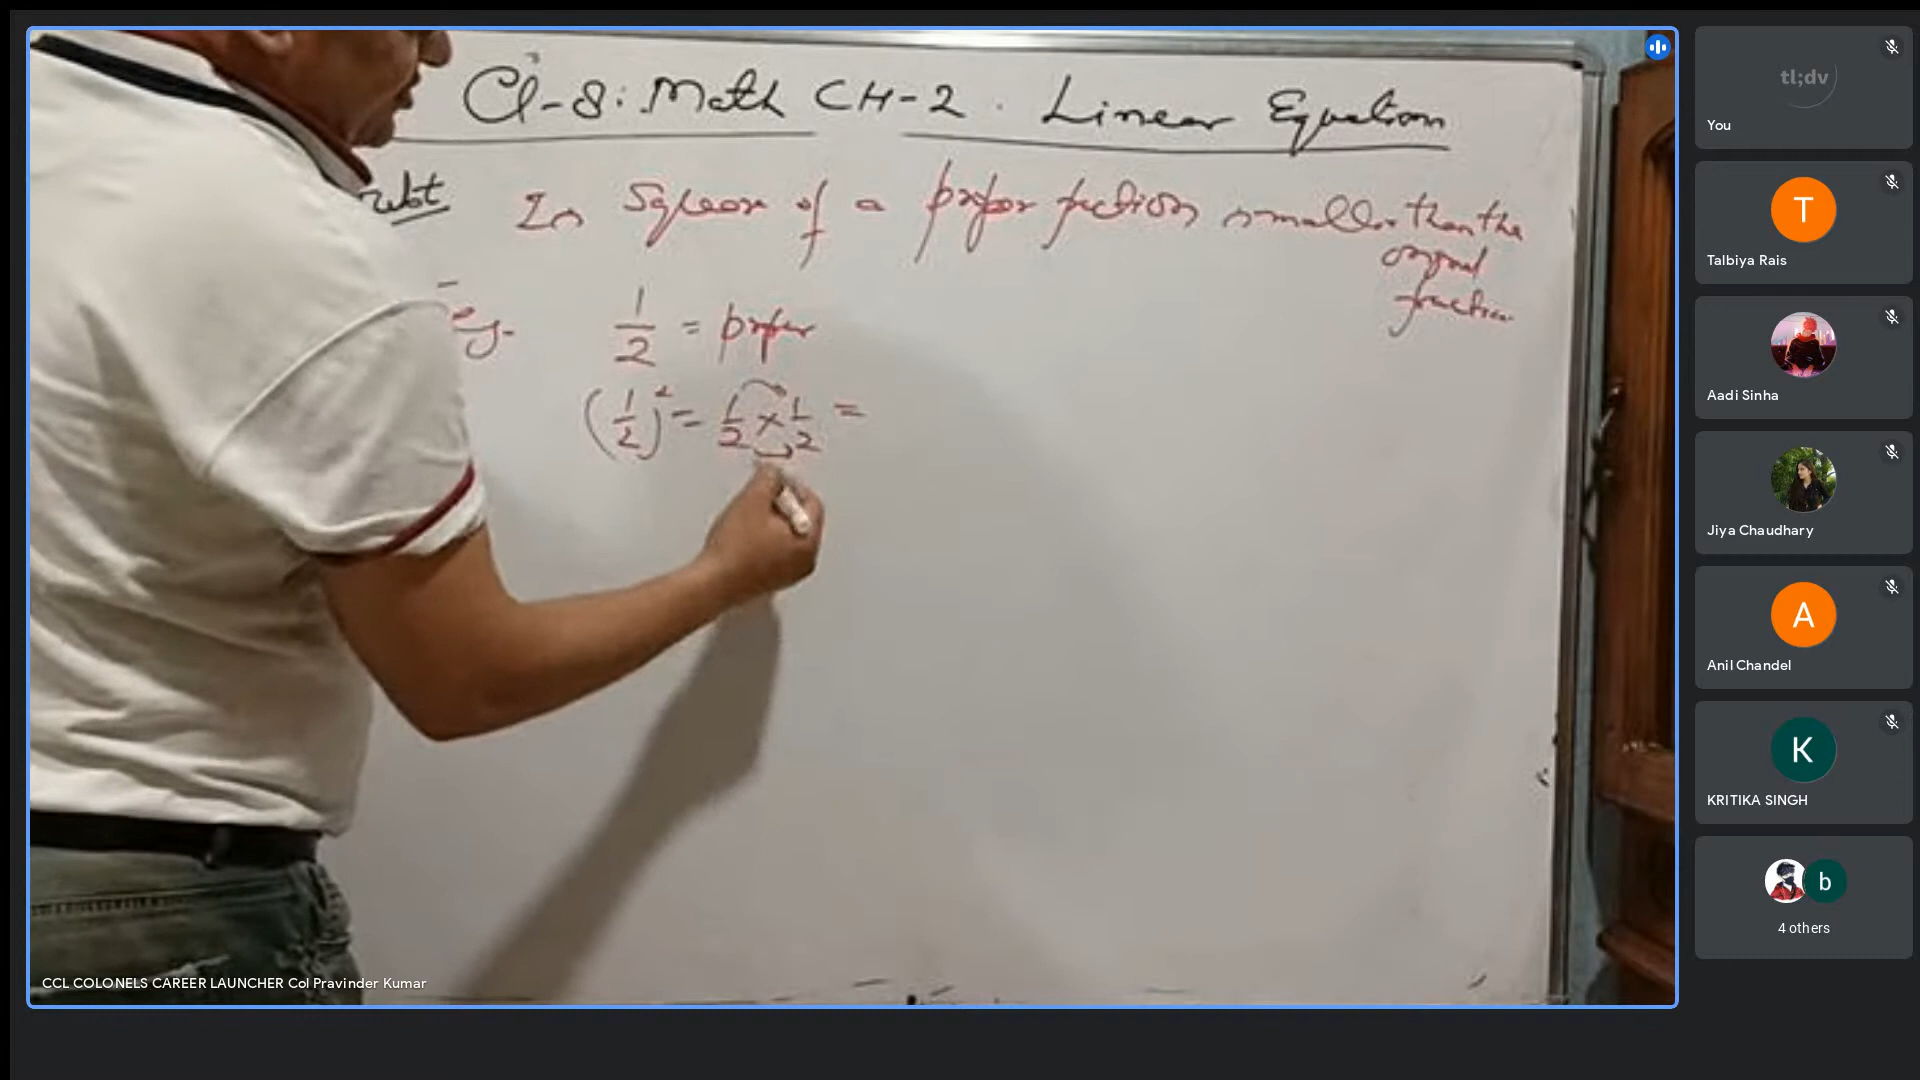 Cl-8: Math CH-2. Linear Equation
Is Square of a proper fraction smaller than the
original
fraction
eg. 1/2 = proper
(1/2)² = 1/2 × 1/2 =
CCL COLONELS CAREER LAUNCHER Col Pravinder Kumar
tl;dv
You
T
Talbiya Rais
Aadi Sinha
Jiya Chaudhary
A
Anil Chandel
K
KRITIKA SINGH
b
4 others